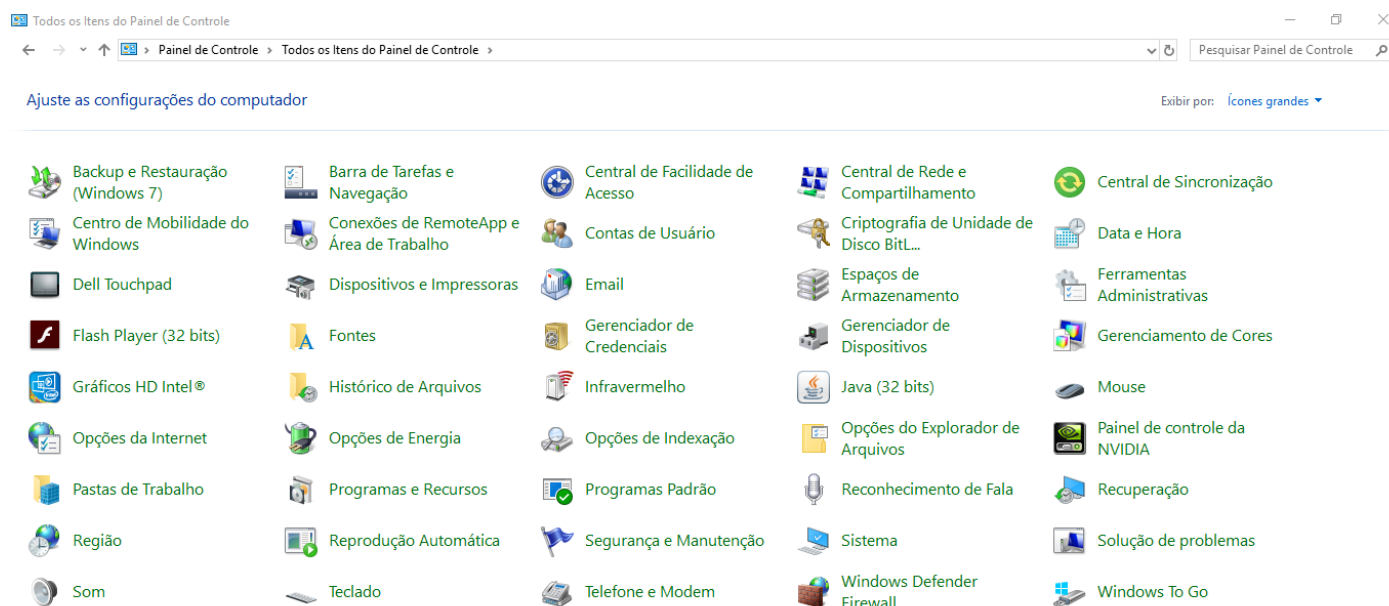 Todos os Itens do Painel de Controle
Painel de Controle > Todos os Itens do Painel de Controle >
Pesquisar Painel de Controle
Ajuste as configurações do computador
Exibir por: Ícones grandes
Backup e Restauração
(Windows 7)
Barra de Tarefas e
Navegação
Central de Facilidade de
Acesso
Central de Rede e
Compartilhamento
Central de Sincronização
Centro de Mobilidade do
Windows
Conexões de RemoteApp e
Área de Trabalho
Contas de Usuário
Criptografia de Unidade de
Disco BitL...
Data e Hora
Dell Touchpad
Dispositivos e Impressoras
Email
Espaços de
Armazenamento
Ferramentas
Administrativas
Flash Player (32 bits)
Fontes
Gerenciador de
Credenciais
Gerenciador de
Dispositivos
Gerenciamento de Cores
Gráficos HD Intel®
Histórico de Arquivos
Infravermelho
Java (32 bits)
Mouse
Opções da Internet
Opções de Energia
Opções de Indexação
Opções do Explorador de
Arquivos
Painel de controle da
NVIDIA
Pastas de Trabalho
Programas e Recursos
Programas Padrão
Reconhecimento de Fala
Recuperação
Região
Reprodução Automática
Segurança e Manutenção
Sistema
Solução de problemas
Som
Teclado
Telefone e Modem
Windows Defender
Firewall
Windows To Go